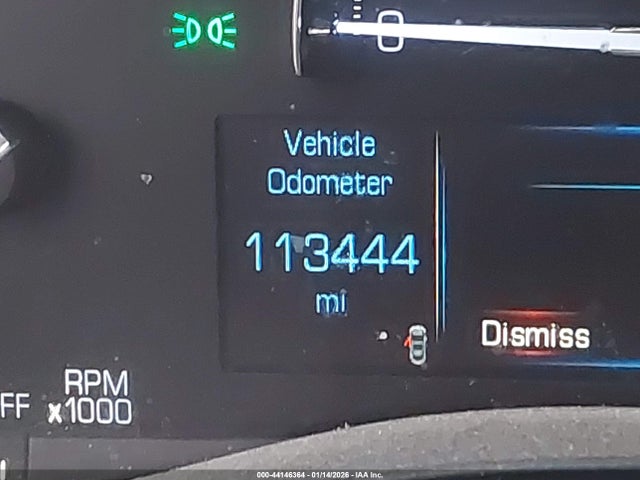 0
Vehicle
Odometer
113444
mi
Dismiss
RPM
x1000
FF
000-44146364 - 01/14/2026 - IAA Inc.